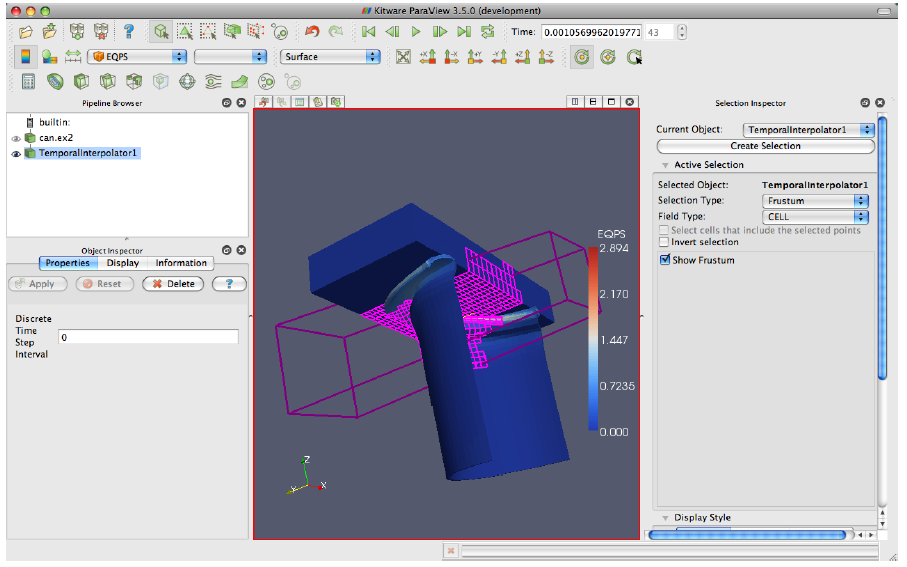 Kitware ParaView 3.5.0 (development)
Time: 0.0010569962019771 43
EQPS Surface -X +X +Y -Y +Z -Z
Pipeline Browser
builtin:
can.ex2
TemporalInterpolator1
Object Inspector
Properties Display Information
Apply Reset Delete ?
Discrete
Time
Step
Interval
0
EQPS
2.894
2.170
1.447
0.7235
0.000
Z
Y X
Selection Inspector
Current Object: TemporalInterpolator1
Create Selection
Active Selection
Selected Object: TemporalInterpolator1
Selection Type: Frustum
Field Type: CELL
Select cells that include the selected points
Invert selection
Show Frustum
Display Style